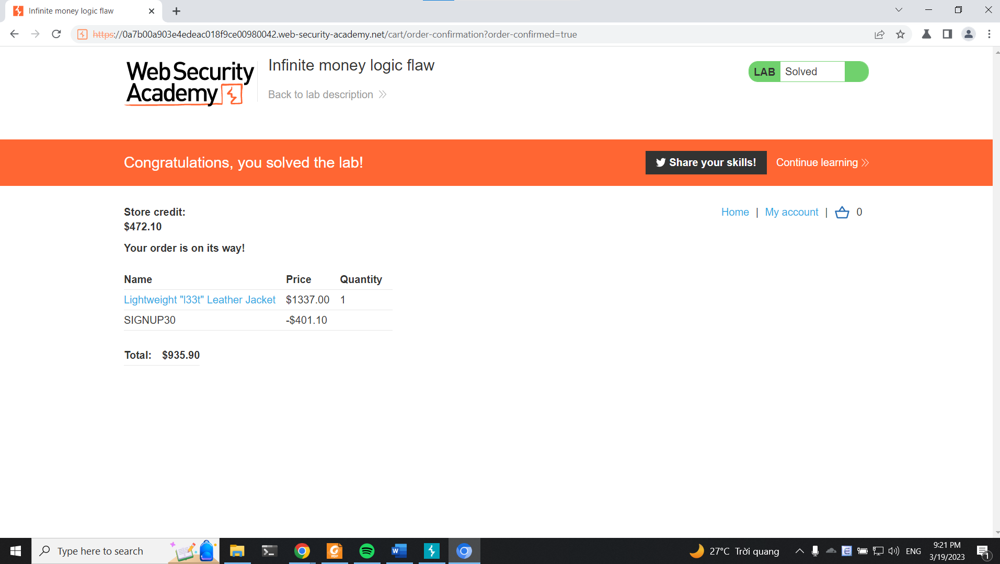 Infinite money logic flaw
https://0a7b00a903e4edeac018f9ce00980042.web-security-academy.net/cart/order-confirmation?order-confirmed=true
Web Security
Academy
Infinite money logic flaw
Back to lab description
LAB Solved
Congratulations, you solved the lab!
Share your skills!
Continue learning
Store credit:
$472.10
Home | My account | 0
Your order is on its way!
Name Price Quantity
Lightweight "l33t" Leather Jacket $1337.00 1
SIGNUP30 -$401.10
Total: $935.90
Type here to search
27°C Trời quang
ENG
9:21 PM
3/19/2023
1